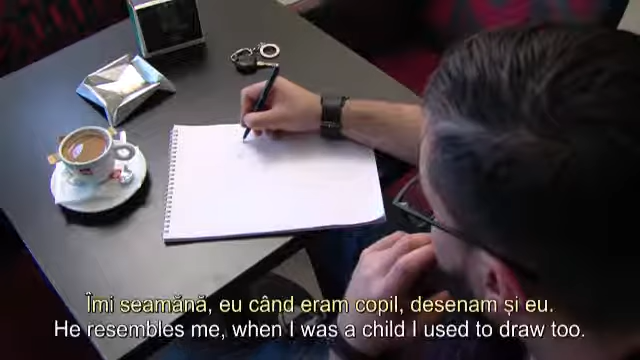 Îmi seamănă, eu când eram copil, desenam și eu.
He resembles me, when I was a child I used to draw too.